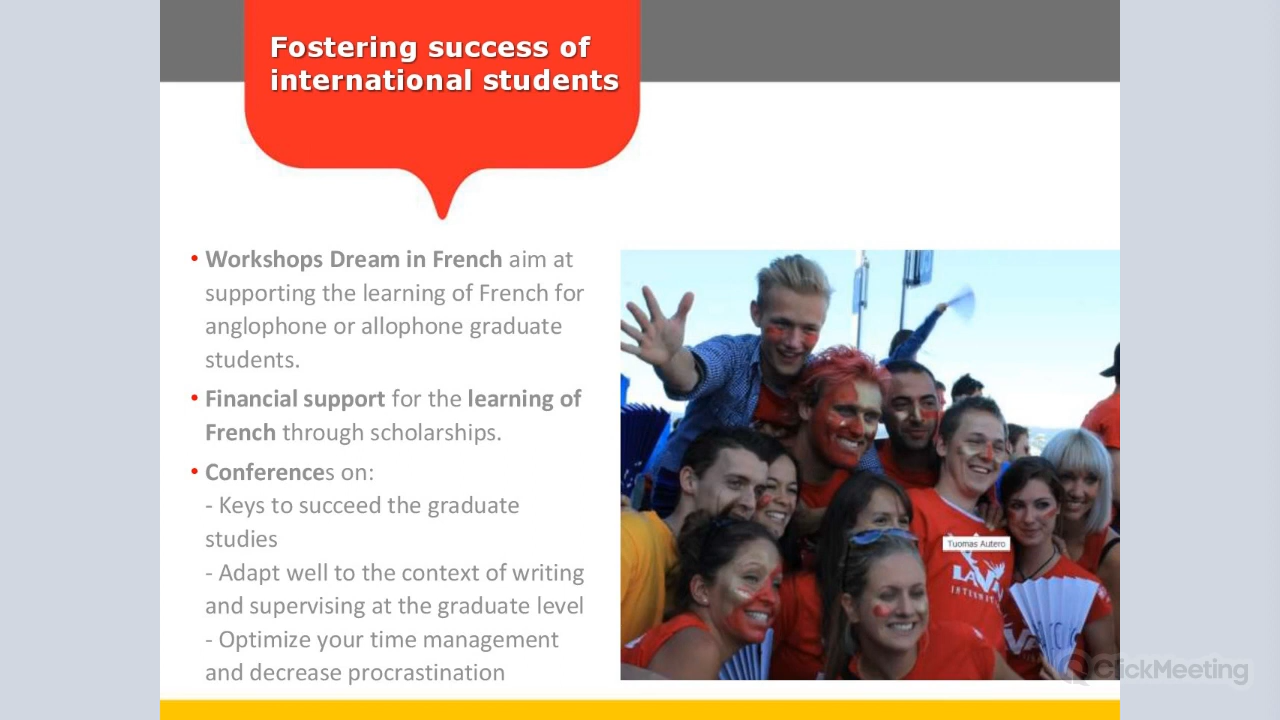 Fostering success of
international students
• Workshops Dream in French aim at
supporting the learning of French for
anglophone or allophone graduate
students.
• Financial support for the learning of
French through scholarships.
• Conferences on:
- Keys to succeed the graduate
studies
- Adapt well to the context of writing
and supervising at the graduate level
- Optimize your time management
and decrease procrastination
Tuomas Autero
ClickMeeting